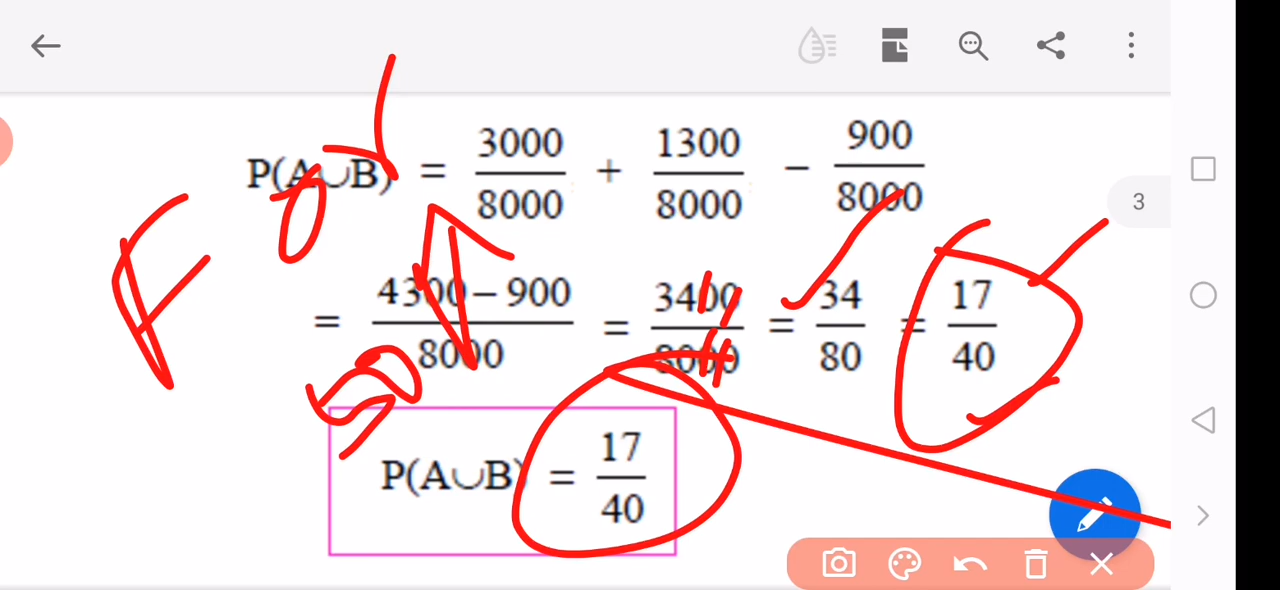 3
P(A∪B) = 3000/8000 + 1300/8000 - 900/8000
= 4300 – 900/8000 = 3400/8000 = 34/80 = 17/40
P(A∪B) = 17/40